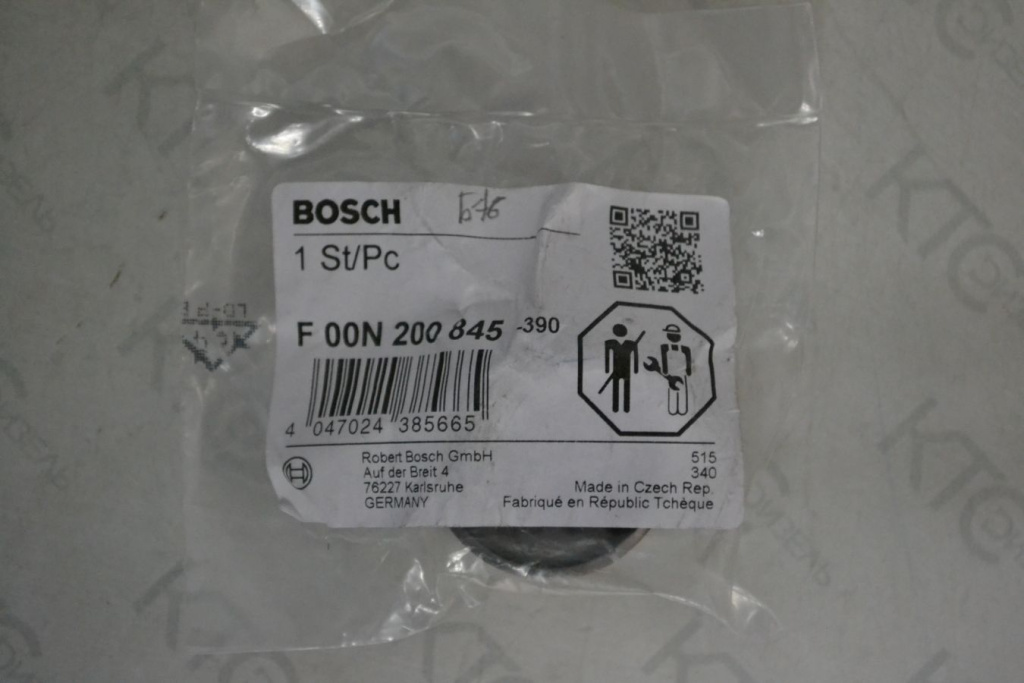 BOSCH
1 St/Pc
F 00N 200 845 -390
4 047024 385665
Robert Bosch GmbH
Auf der Breit 4
76227 Karlsruhe
GERMANY
515
340
Made in Czech Rep.
Fabriqué en Républic Tchèque